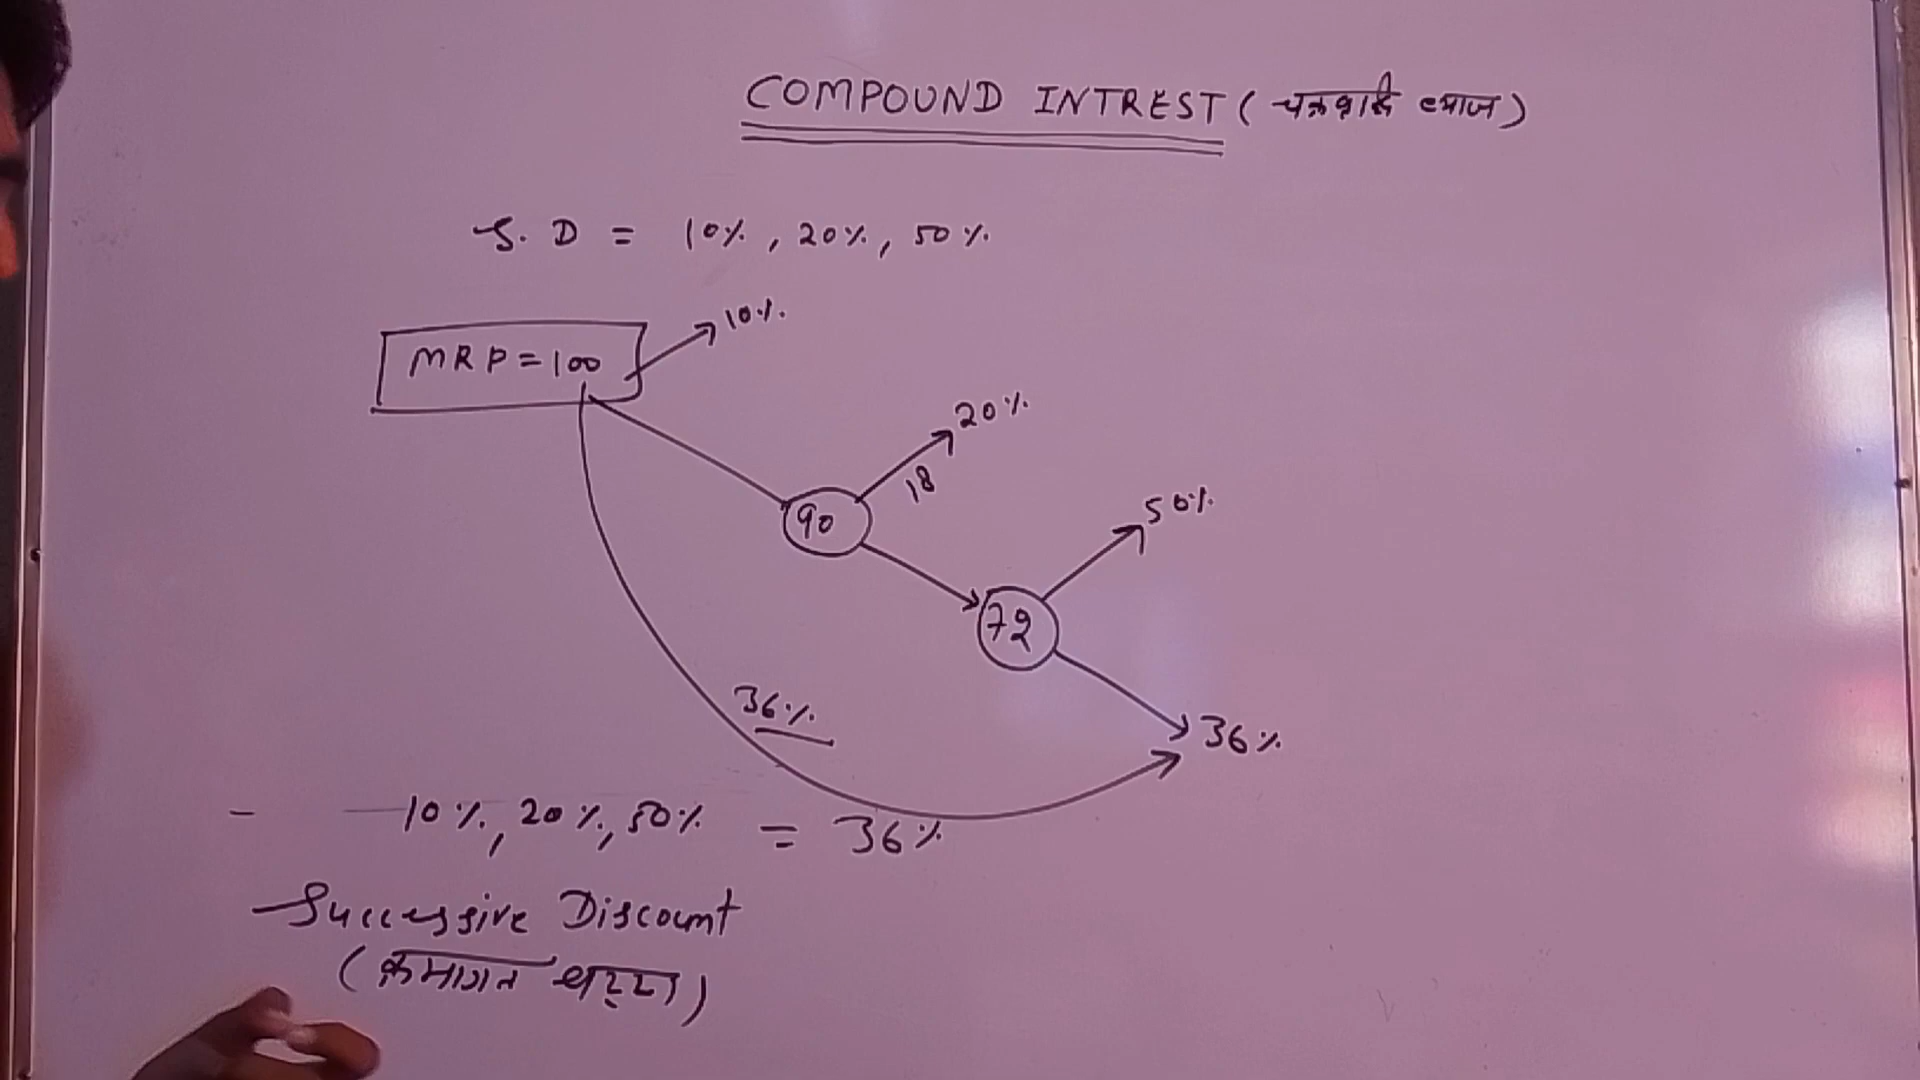 COMPOUND INTREST (चक्रवृद्धि ब्याज)
S.D = 10%, 20%, 50%
MRP = 100
10%
20%
18
90
50%
72
36%
36%
10%, 20%, 50% = 36%
Successive Discount
(क्रमागत बट्टा)